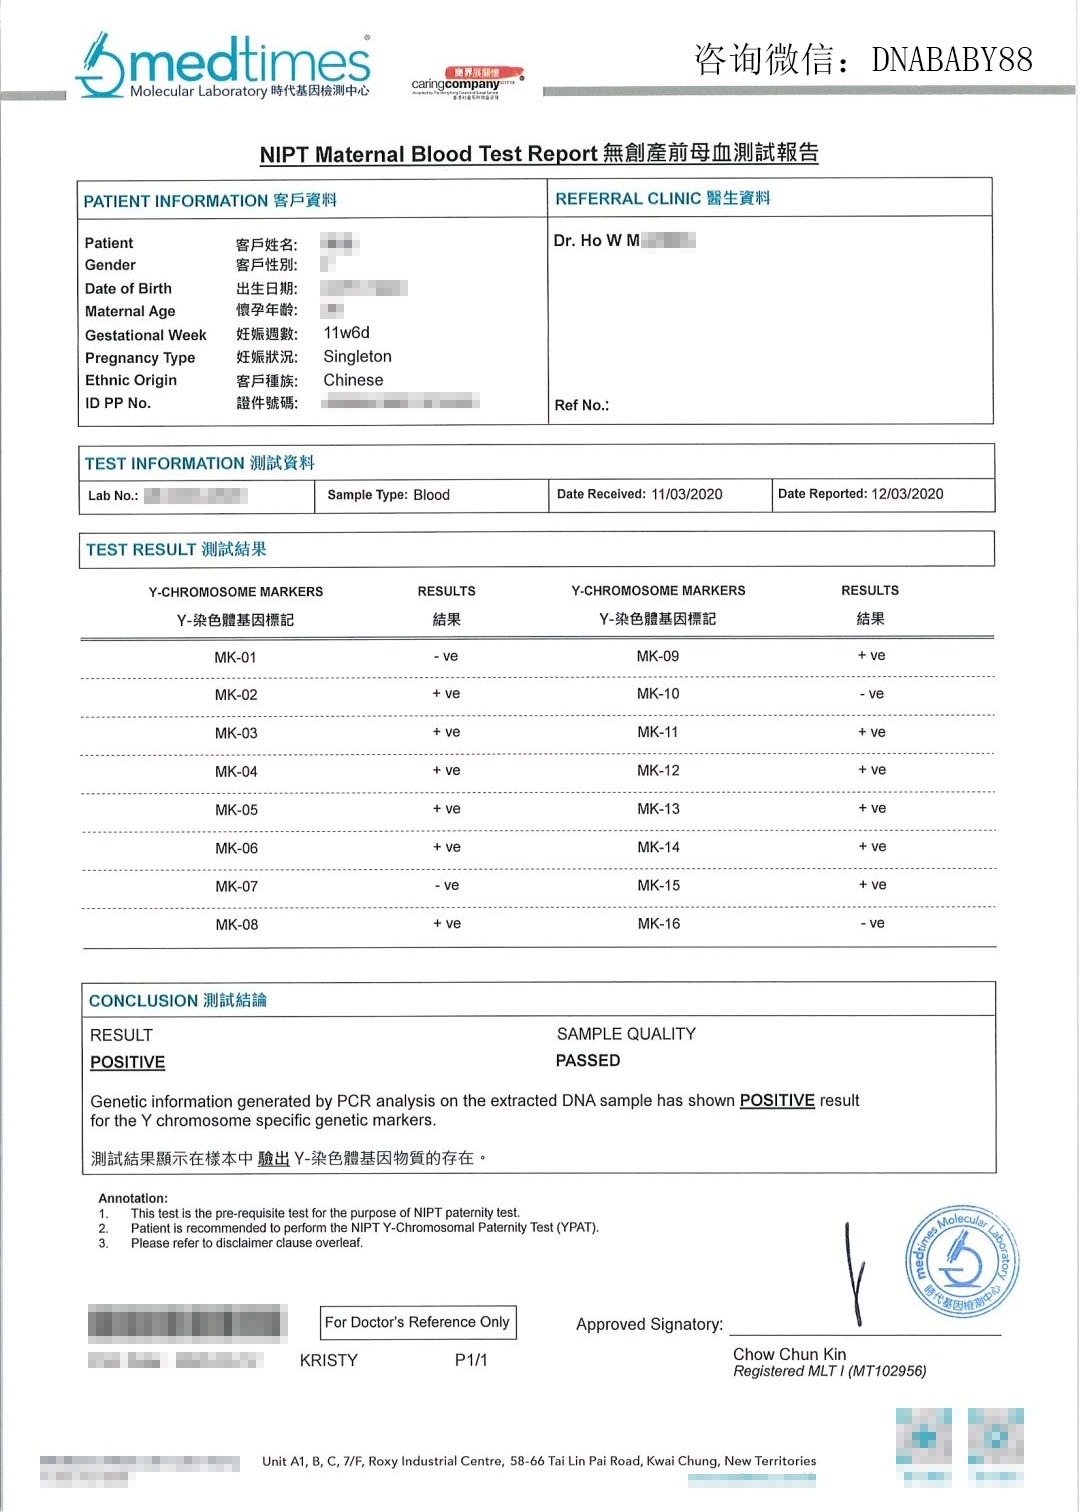 咨询微信：DNABABY88
medtimes®
Molecular Laboratory 時代基因檢測中心
商界展關懷
caringcompany
NIPT Maternal Blood Test Report 無創產前母血測試報告
PATIENT INFORMATION 客戶資料
REFERRAL CLINIC 醫生資料
Patient 客戶姓名:
Dr. Ho W M
Gender 客戶性別:
Date of Birth 出生日期:
Maternal Age 懷孕年齡:
Gestational Week 妊娠週數: 11w6d
Pregnancy Type 妊娠狀況: Singleton
Ethnic Origin 客戶種族: Chinese
ID PP No. 證件號碼:
Ref No.:
TEST INFORMATION 測試資料
Lab No.: Sample Type: Blood Date Received: 11/03/2020 Date Reported: 12/03/2020
TEST RESULT 測試結果
Y-CHROMOSOME MARKERS RESULTS Y-CHROMOSOME MARKERS RESULTS
Y-染色體基因標記 結果 Y-染色體基因標記 結果
MK-01 - ve MK-09 + ve
MK-02 + ve MK-10 - ve
MK-03 + ve MK-11 + ve
MK-04 + ve MK-12 + ve
MK-05 + ve MK-13 + ve
MK-06 + ve MK-14 + ve
MK-07 - ve MK-15 + ve
MK-08 + ve MK-16 - ve
CONCLUSION 測試結論
RESULT SAMPLE QUALITY
POSITIVE PASSED
Genetic information generated by PCR analysis on the extracted DNA sample has shown POSITIVE result
for the Y chromosome specific genetic markers.
測試結果顯示在樣本中 驗出 Y-染色體基因物質的存在。
Annotation:
1. This test is the pre-requisite test for the purpose of NIPT paternity test.
2. Patient is recommended to perform the NIPT Y-Chromosomal Paternity Test (YPAT).
3. Please refer to disclaimer clause overleaf.
medtimes Molecular Laboratory
時代基因檢測中心
For Doctor's Reference Only
Approved Signatory:
KRISTY P1/1
Chow Chun Kin
Registered MLT I (MT102956)
Unit A1, B, C, 7/F, Roxy Industrial Centre, 58-66 Tai Lin Pai Road, Kwai Chung, New Territories